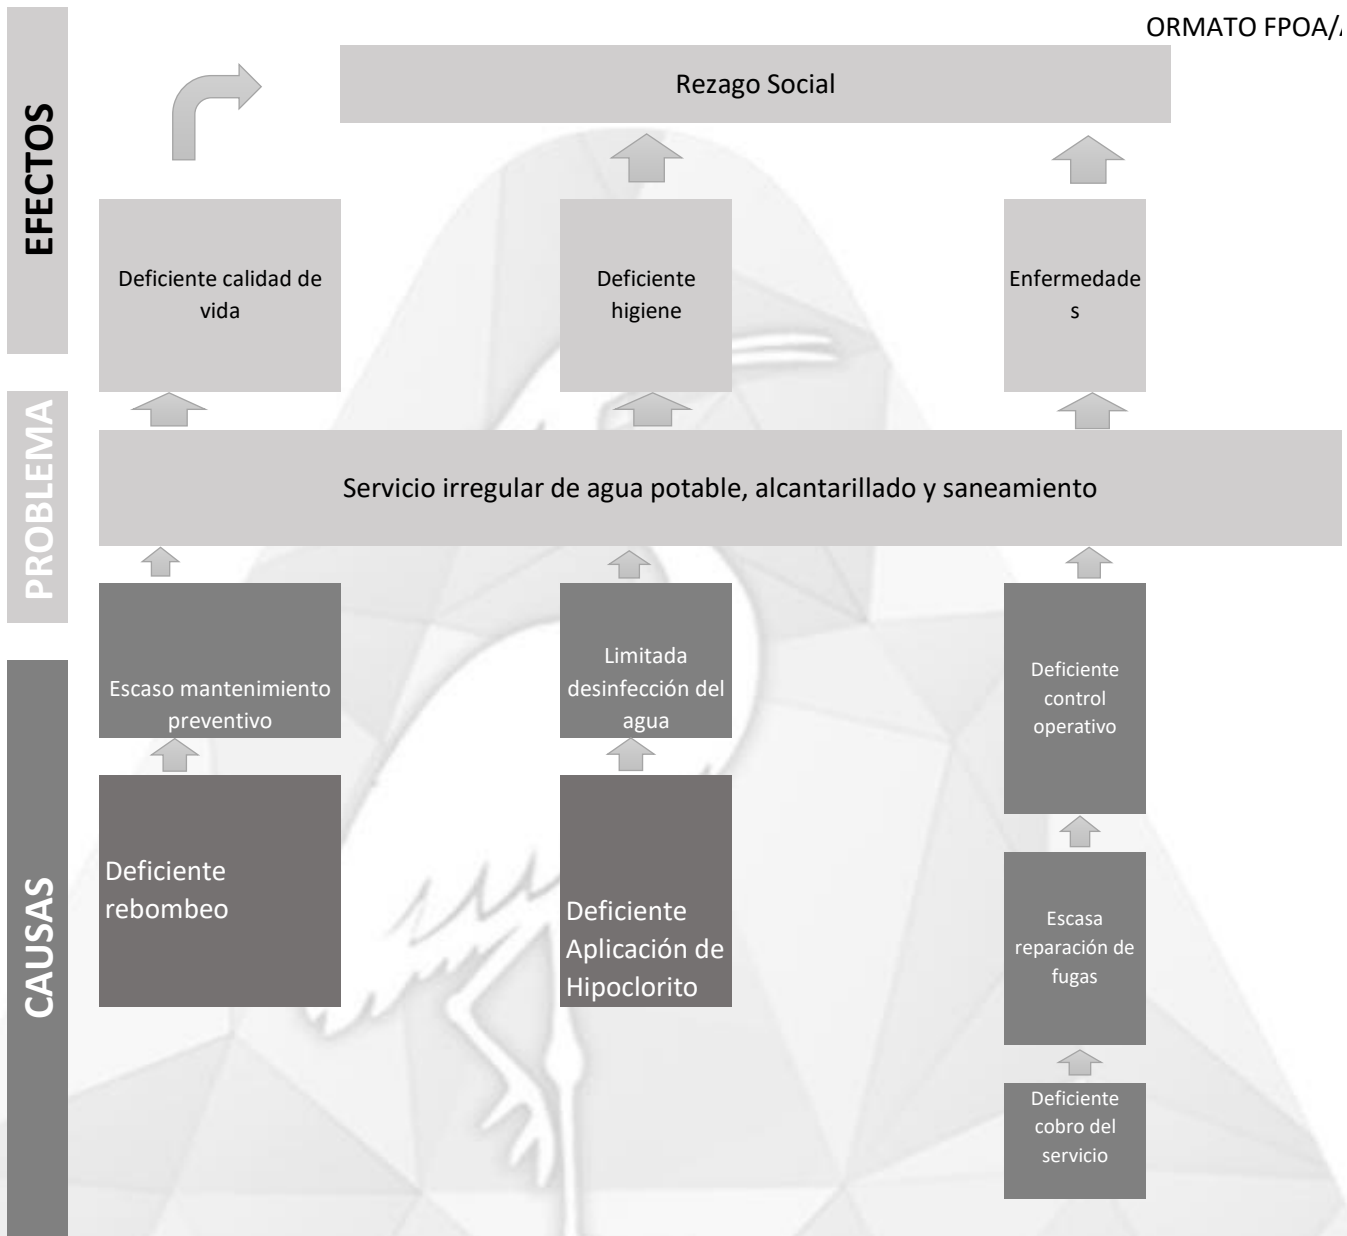 ORMATO FPOA/
EFECTOS
Rezago Social
Deficiente calidad de
vida
Deficiente
higiene
Enfermedade
s
PROBLEMA
Servicio irregular de agua potable, alcantarillado y saneamiento
Escaso mantenimiento
preventivo
Limitada
desinfección del
agua
Deficiente
control
operativo
CAUSAS
Deficiente
rebombeo
Deficiente
Aplicación de
Hipoclorito
Escasa
reparación de
fugas
Deficiente
cobro del
servicio